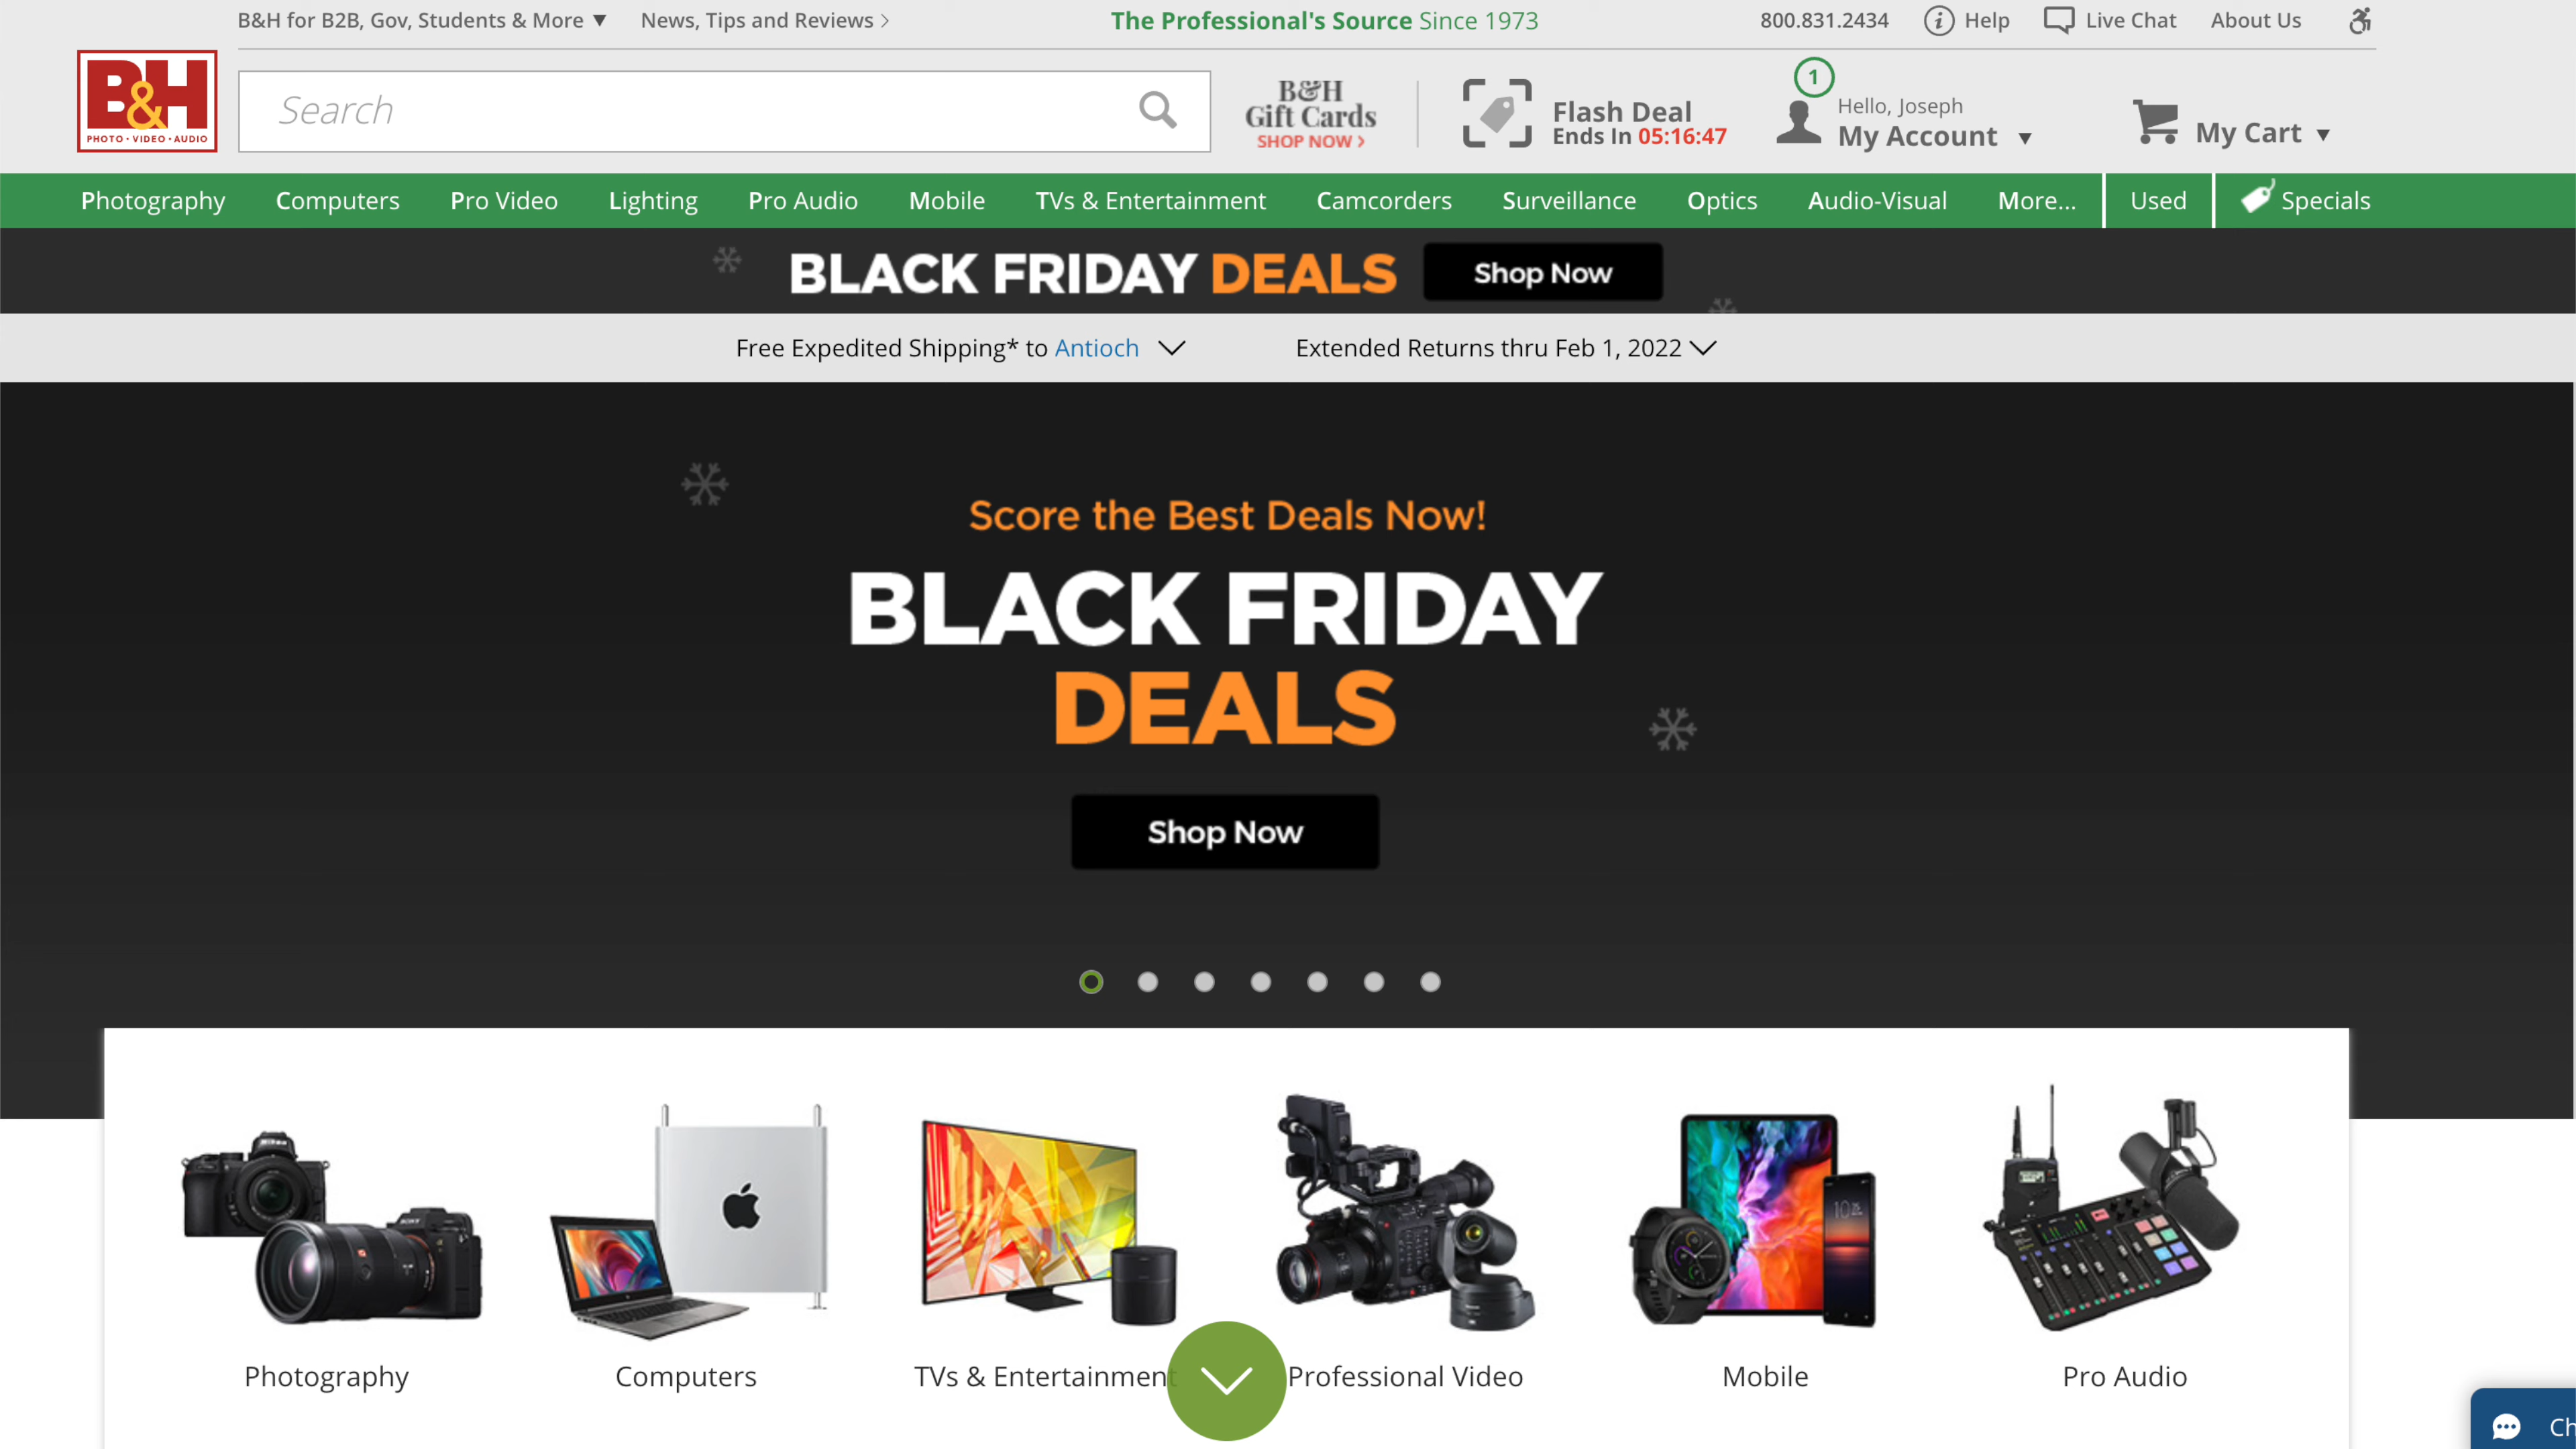 B&H for B2B, Gov, Students & More ▼
News, Tips and Reviews >
The Professional's Source Since 1973
800.831.2434
Help
Live Chat
About Us
B&H
PHOTO · VIDEO · AUDIO
Search
B&H
Gift Cards
SHOP NOW >
Flash Deal
Ends In 05:16:47
1
Hello, Joseph
My Account ▼
My Cart ▼
Photography
Computers
Pro Video
Lighting
Pro Audio
Mobile
TVs & Entertainment
Camcorders
Surveillance
Optics
Audio-Visual
More...
Used
Specials
BLACK FRIDAY DEALS
Shop Now
Free Expedited Shipping* to Antioch
Extended Returns thru Feb 1, 2022
Score the Best Deals Now!
BLACK FRIDAY
DEALS
Shop Now
Nikon
SONY
Photography
Computers
TVs & Entertainment
Professional Video
Mobile
Pro Audio
Ch